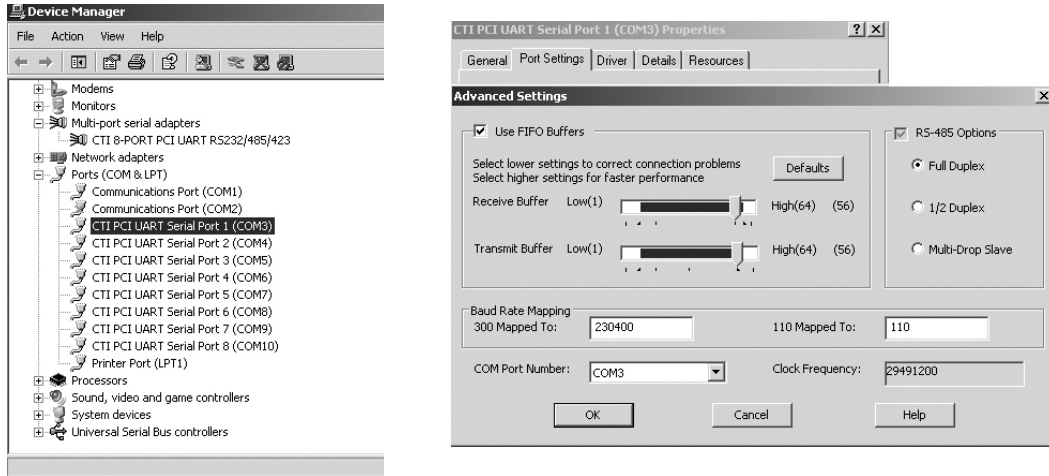 Device Manager
File Action View Help
Modems
Monitors
Multi-port serial adapters
CTI 8-PORT PCI UART RS232/485/423
Network adapters
Ports (COM & LPT)
Communications Port (COM1)
Communications Port (COM2)
CTI PCI UART Serial Port 1 (COM3)
CTI PCI UART Serial Port 2 (COM4)
CTI PCI UART Serial Port 3 (COM5)
CTI PCI UART Serial Port 4 (COM6)
CTI PCI UART Serial Port 5 (COM7)
CTI PCI UART Serial Port 6 (COM8)
CTI PCI UART Serial Port 7 (COM9)
CTI PCI UART Serial Port 8 (COM10)
Printer Port (LPT1)
Processors
Sound, video and game controllers
System devices
Universal Serial Bus controllers
CTI PCI UART Serial Port 1 (COM3) Properties
General Port Settings Driver Details Resources
Advanced Settings
Use FIFO Buffers
Select lower settings to correct connection problems
Select higher settings for faster performance
Defaults
Receive Buffer Low(1) High(64) (56)
Transmit Buffer Low(1) High(64) (56)
RS-485 Options
Full Duplex
1/2 Duplex
Multi-Drop Slave
Baud Rate Mapping
300 Mapped To: 230400 110 Mapped To: 110
COM Port Number: COM3 Clock Frequency: 29491200
OK Cancel Help